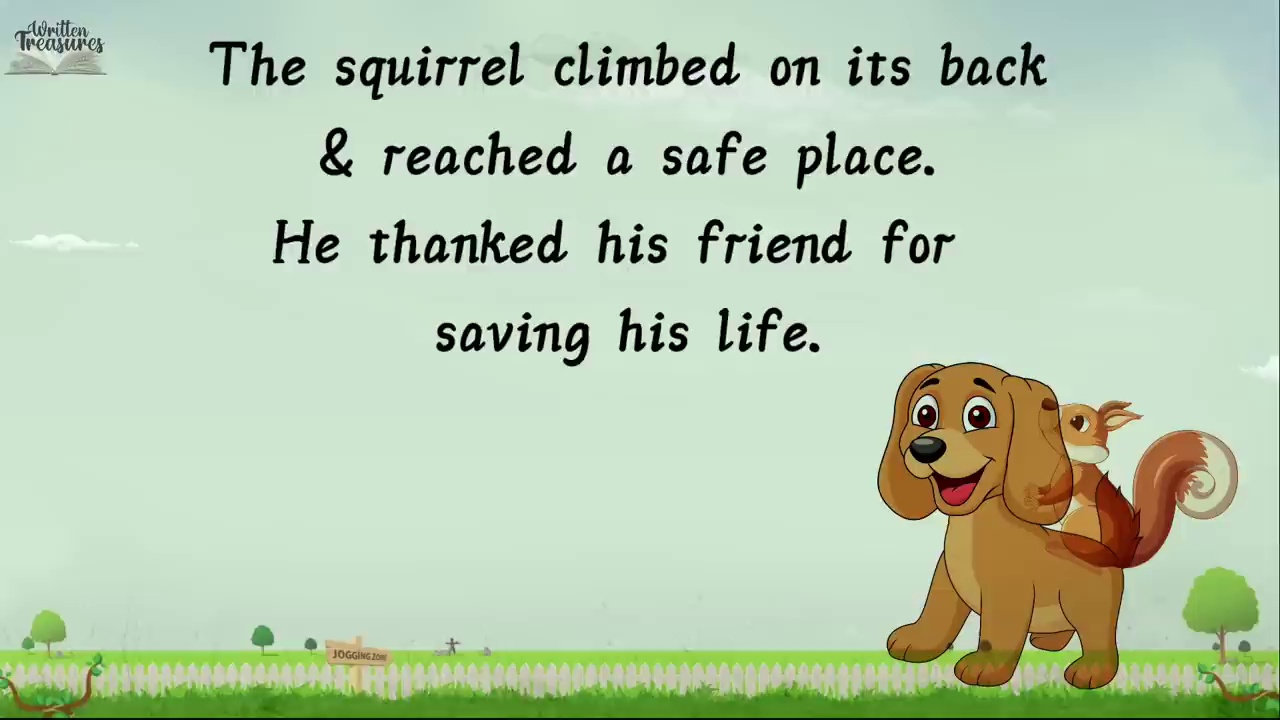 Written
Treasures
The squirrel climbed on its back
& reached a safe place.
He thanked his friend for
saving his life.
JOGGING ZONE